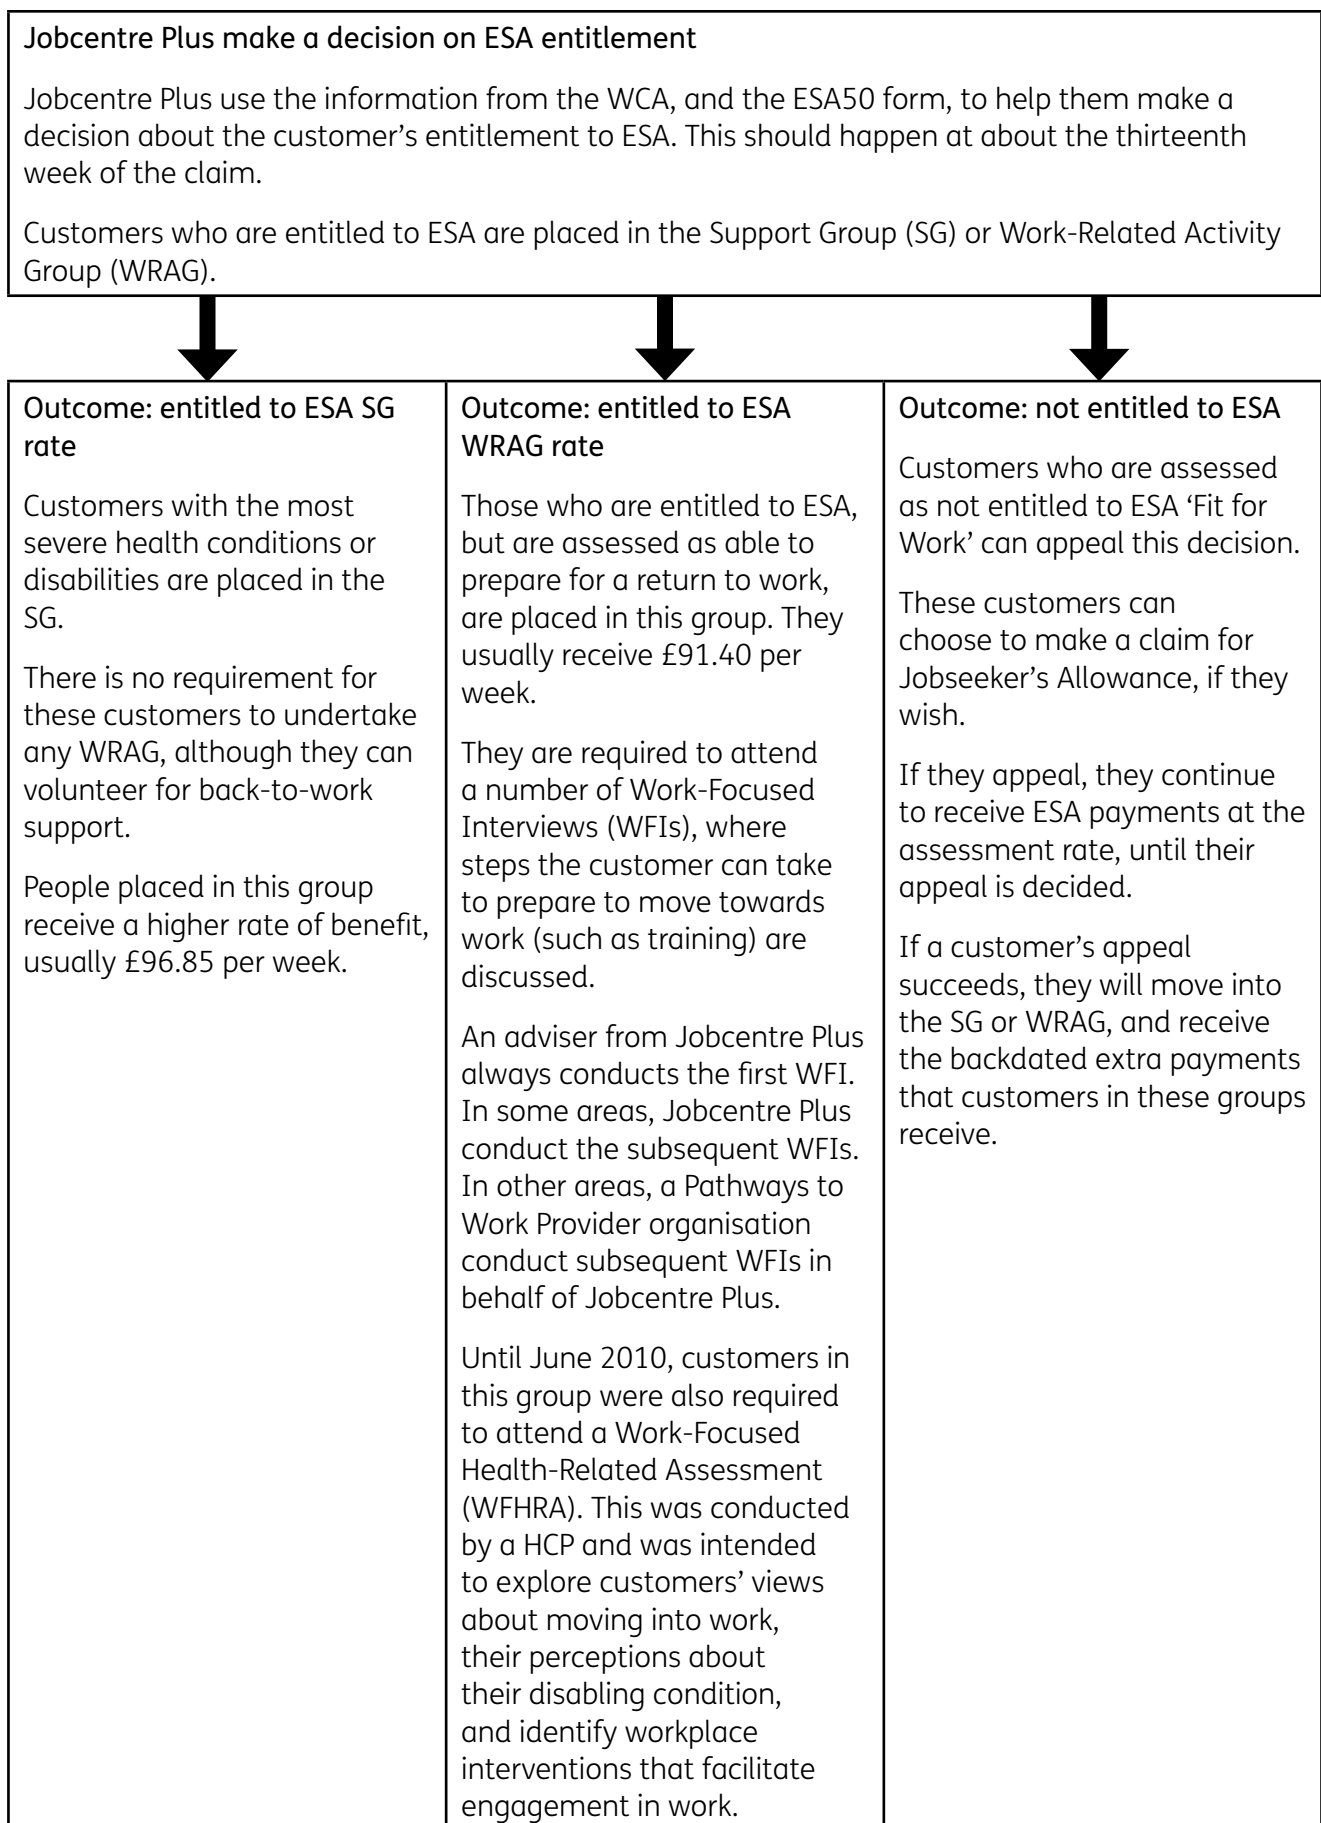 Jobcentre Plus make a decision on ESA entitlement
Jobcentre Plus use the information from the WCA, and the ESA50 form, to help them make a
decision about the customer’s entitlement to ESA. This should happen at about the thirteenth
week of the claim.
Customers who are entitled to ESA are placed in the Support Group (SG) or Work-Related Activity
Group (WRAG).
Outcome: entitled to ESA SG
rate
Customers with the most
severe health conditions or
disabilities are placed in the
SG.
There is no requirement for
these customers to undertake
any WRAG, although they can
volunteer for back-to-work
support.
People placed in this group
receive a higher rate of benefit,
usually £96.85 per week.
Outcome: entitled to ESA
WRAG rate
Those who are entitled to ESA,
but are assessed as able to
prepare for a return to work,
are placed in this group. They
usually receive £91.40 per
week.
They are required to attend
a number of Work-Focused
Interviews (WFIs), where
steps the customer can take
to prepare to move towards
work (such as training) are
discussed.
An adviser from Jobcentre Plus
always conducts the first WFI.
In some areas, Jobcentre Plus
conduct the subsequent WFIs.
In other areas, a Pathways to
Work Provider organisation
conduct subsequent WFIs in
behalf of Jobcentre Plus.
Until June 2010, customers in
this group were also required
to attend a Work-Focused
Health-Related Assessment
(WFHRA). This was conducted
by a HCP and was intended
to explore customers’ views
about moving into work,
their perceptions about
their disabling condition,
and identify workplace
interventions that facilitate
engagement in work.
Outcome: not entitled to ESA
Customers who are assessed
as not entitled to ESA ‘Fit for
Work’ can appeal this decision.
These customers can
choose to make a claim for
Jobseeker’s Allowance, if they
wish.
If they appeal, they continue
to receive ESA payments at the
assessment rate, until their
appeal is decided.
If a customer’s appeal
succeeds, they will move into
the SG or WRAG, and receive
the backdated extra payments
that customers in these groups
receive.